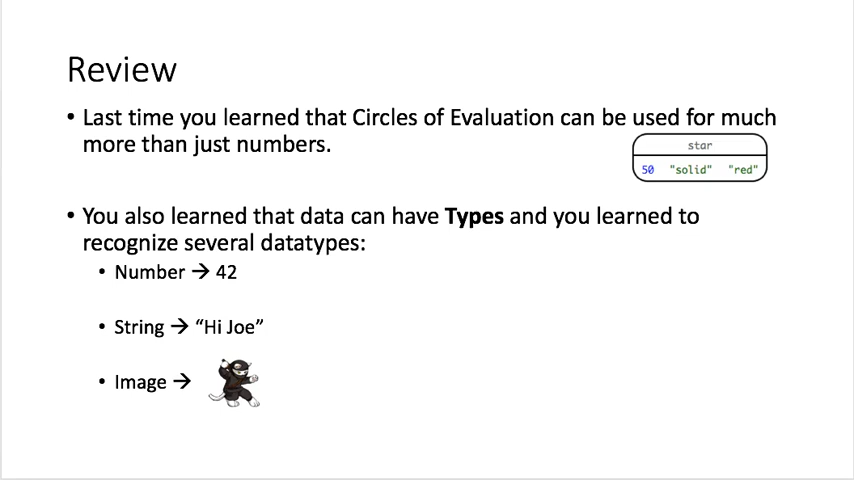 Review
• Last time you learned that Circles of Evaluation can be used for much
more than just numbers.
star
50 "solid" "red"
• You also learned that data can have Types and you learned to
recognize several datatypes:
• Number → 42
• String → “Hi Joe”
• Image →